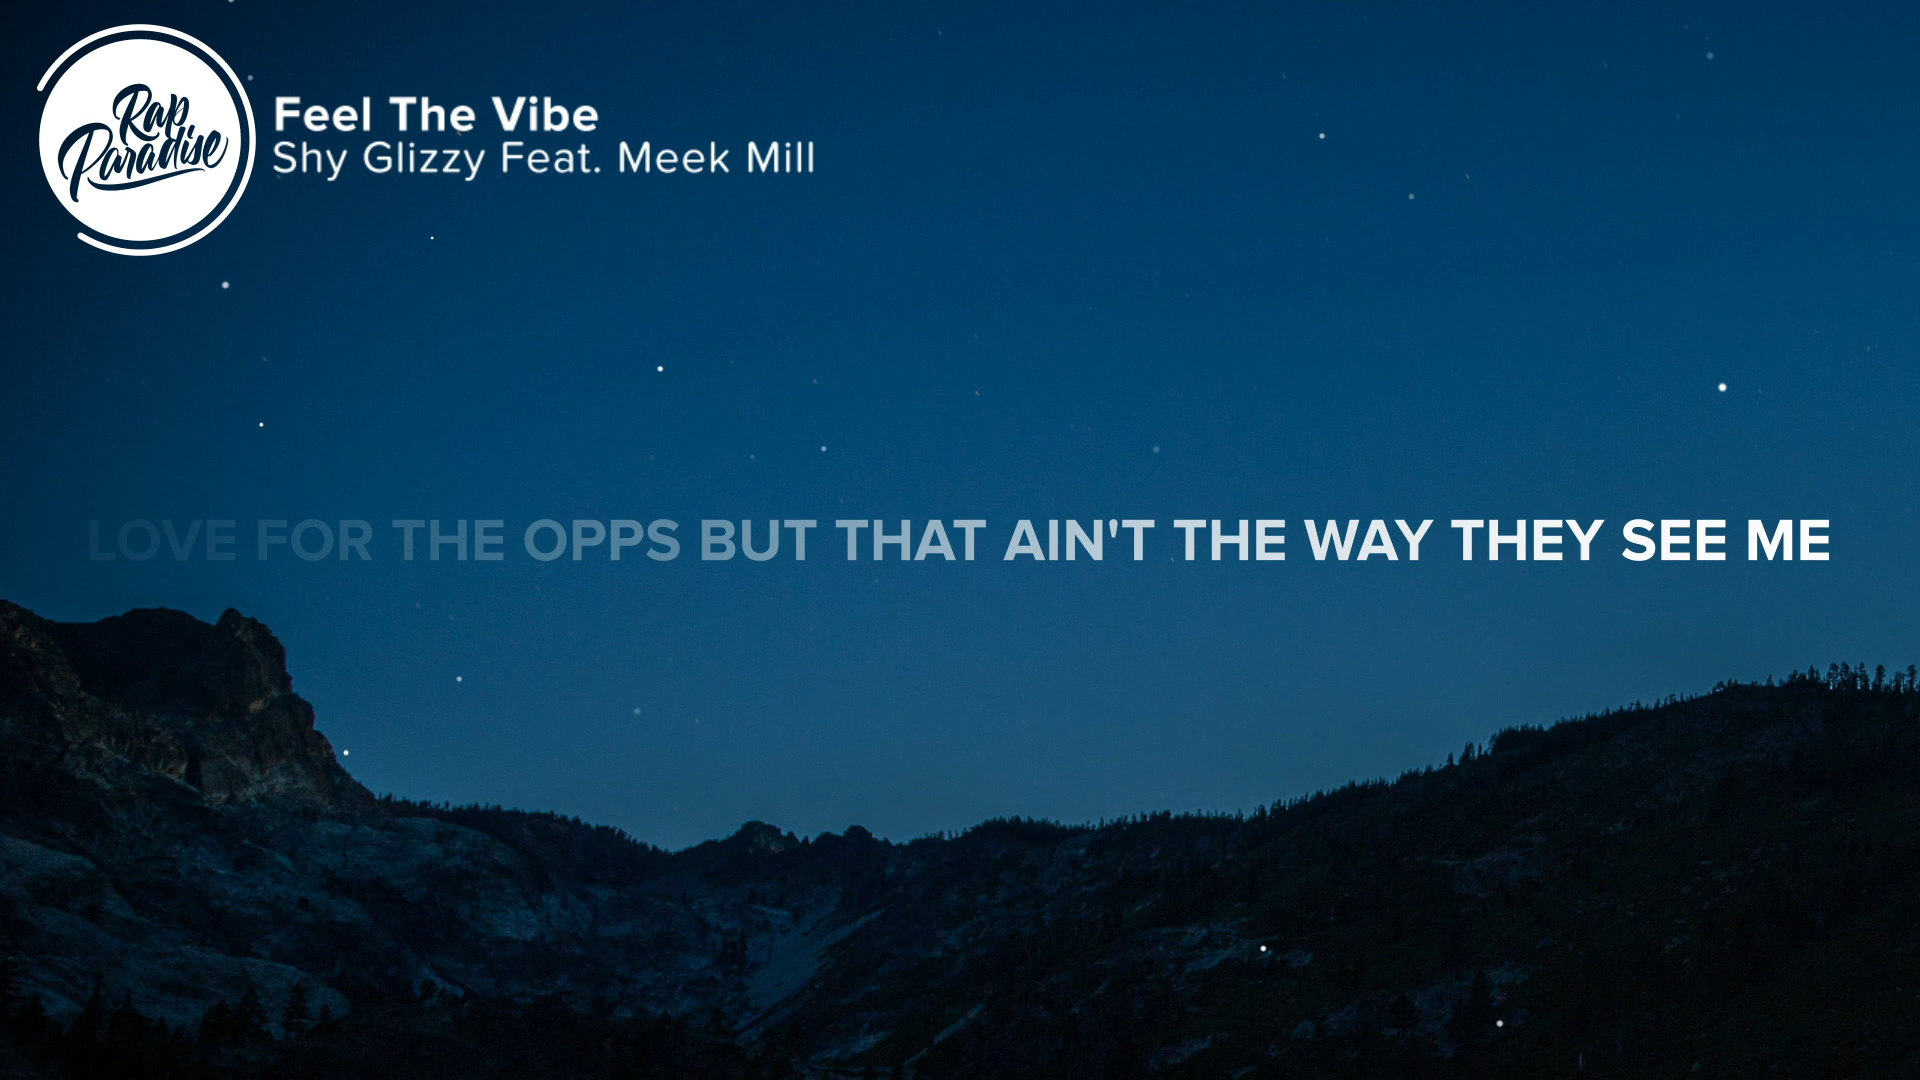 Rap
Paradise
Feel The Vibe
Shy Glizzy Feat. Meek Mill
LOVE FOR THE OPPS BUT THAT AIN'T THE WAY THEY SEE ME